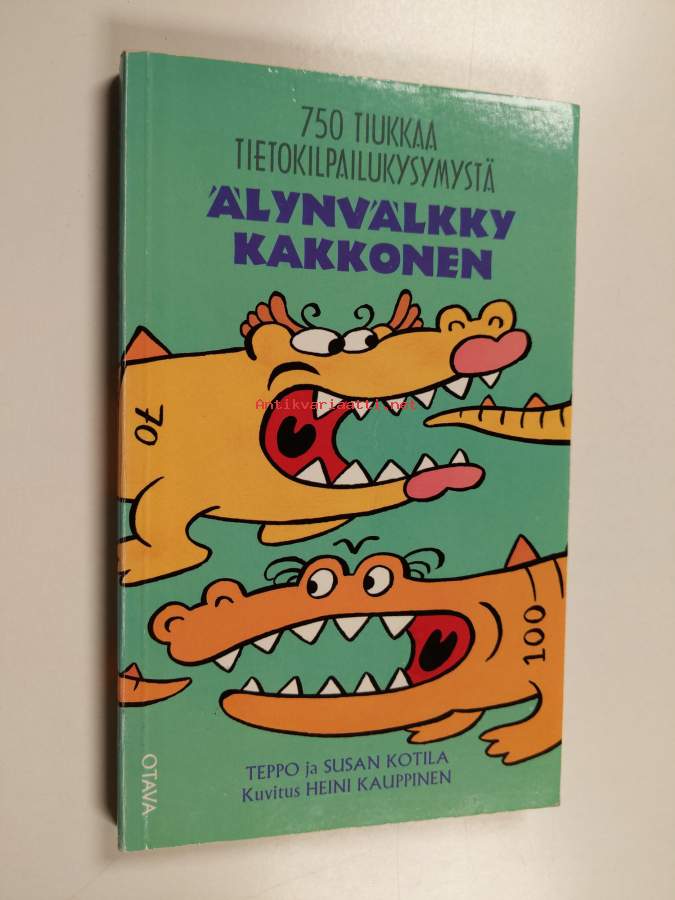 750 TIUKKAA
TIETOKILPAILUKYSYMYSTÄ
ÄLYNVÄLKKY
KAKKONEN
Antikvariaatti.net
70
100
TEPPO ja SUSAN KOTILA
Kuvitus HEINI KAUPPINEN
OTAVA